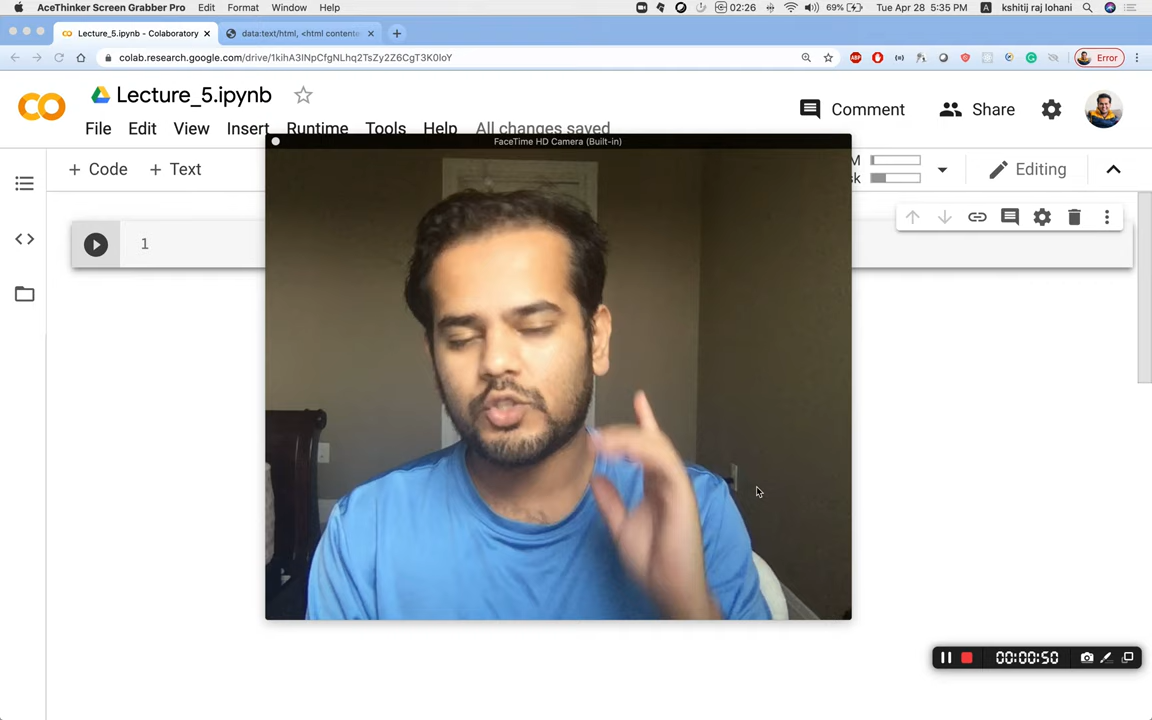 AceThinker Screen Grabber Pro Edit Format Window Help 02:26 69% Tue Apr 28 5:35 PM A kshitij raj lohani
Lecture_5.ipynb - Colaboratory data:text/html, <html contente
colab.research.google.com/drive/1kihA3INpCfgNLhq2TsZy2Z6CgT3K0loY ABP Error
Lecture_5.ipynb
Comment Share
File Edit View Insert Runtime Tools Help All changes saved
FaceTime HD Camera (Built-in)
+ Code + Text M Editing
sk
1
00:00:50